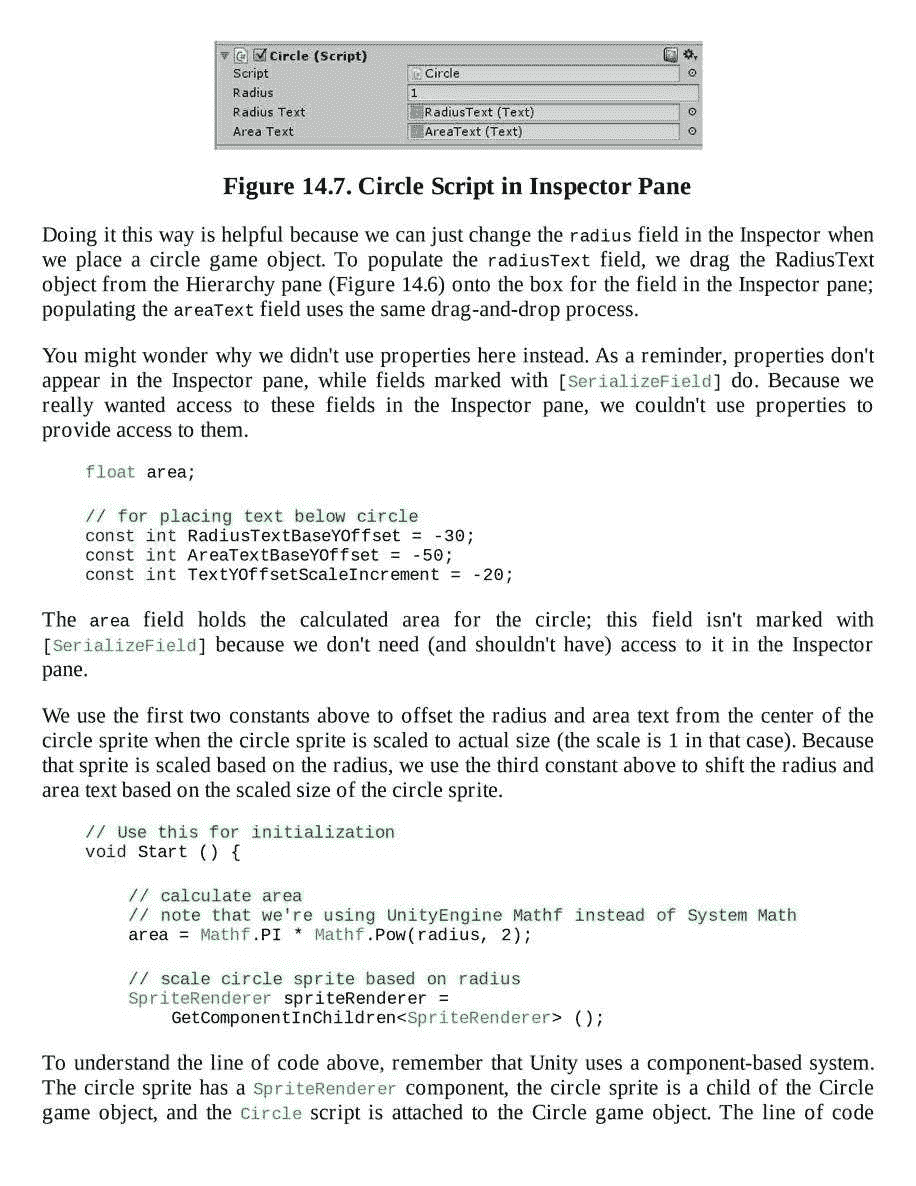 Circle (Script)
Script Circle
Radius 1
Radius Text RadiusText (Text)
Area Text AreaText (Text)
Figure 14.7. Circle Script in Inspector Pane
Doing it this way is helpful because we can just change the radius field in the Inspector when
we place a circle game object. To populate the radiusText field, we drag the RadiusText
object from the Hierarchy pane (Figure 14.6) onto the box for the field in the Inspector pane;
populating the areaText field uses the same drag-and-drop process.
You might wonder why we didn't use properties here instead. As a reminder, properties don't
appear in the Inspector pane, while fields marked with [SerializeField] do. Because we
really wanted access to these fields in the Inspector pane, we couldn't use properties to
provide access to them.
float area;
// for placing text below circle
const int RadiusTextBaseYOffset = -30;
const int AreaTextBaseYOffset = -50;
const int TextYOffsetScaleIncrement = -20;
The area field holds the calculated area for the circle; this field isn't marked with
[SerializeField] because we don't need (and shouldn't have) access to it in the Inspector
pane.
We use the first two constants above to offset the radius and area text from the center of the
circle sprite when the circle sprite is scaled to actual size (the scale is 1 in that case). Because
that sprite is scaled based on the radius, we use the third constant above to shift the radius and
area text based on the scaled size of the circle sprite.
// Use this for initialization
void Start () {
// calculate area
// note that we're using UnityEngine Mathf instead of System Math
area = Mathf.PI * Mathf.Pow(radius, 2);
// scale circle sprite based on radius
SpriteRenderer spriteRenderer =
GetComponentInChildren<SpriteRenderer> ();
To understand the line of code above, remember that Unity uses a component-based system.
The circle sprite has a SpriteRenderer component, the circle sprite is a child of the Circle
game object, and the Circle script is attached to the Circle game object. The line of code